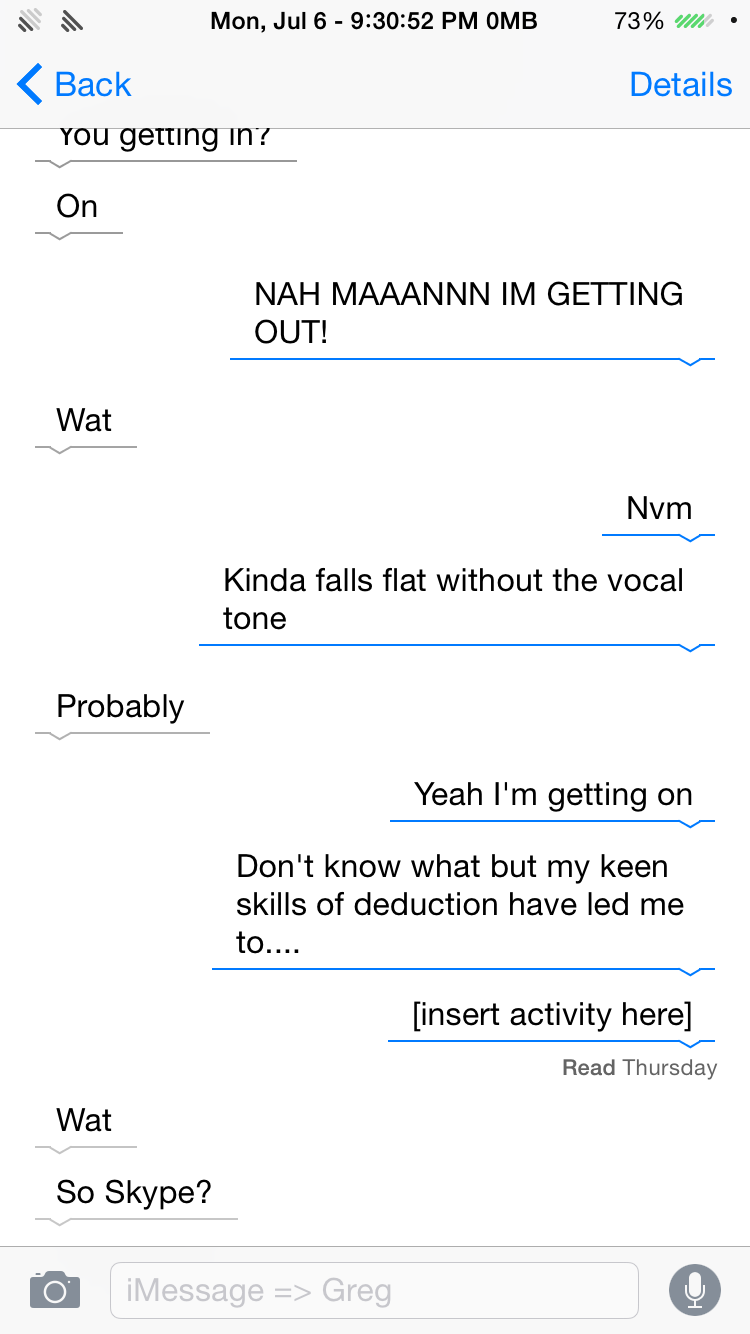 Mon, Jul 6 - 9:30:52 PM 0MB
73%
Back
Details
You getting in?
On
NAH MAAANNN IM GETTING
OUT!
Wat
Nvm
Kinda falls flat without the vocal
tone
Probably
Yeah I'm getting on
Don't know what but my keen
skills of deduction have led me
to....
[insert activity here]
Read Thursday
Wat
So Skype?
iMessage => Greg